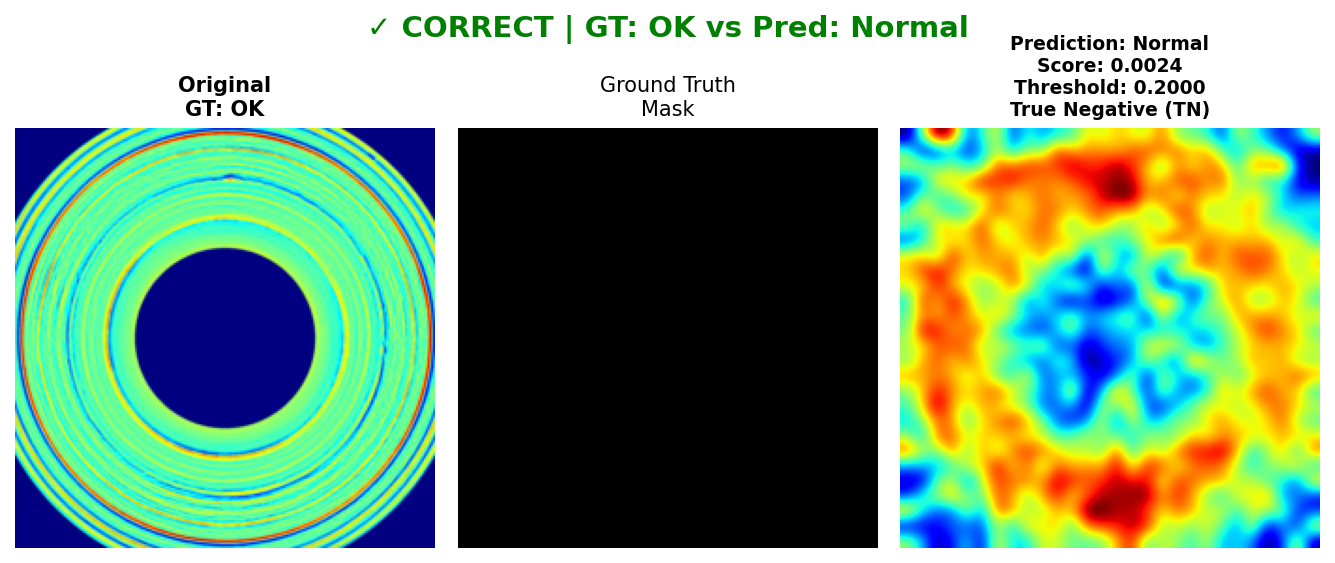 ✓ CORRECT | GT: OK vs Pred: Normal
Original
GT: OK
Ground Truth
Mask
Prediction: Normal
Score: 0.0024
Threshold: 0.2000
True Negative (TN)